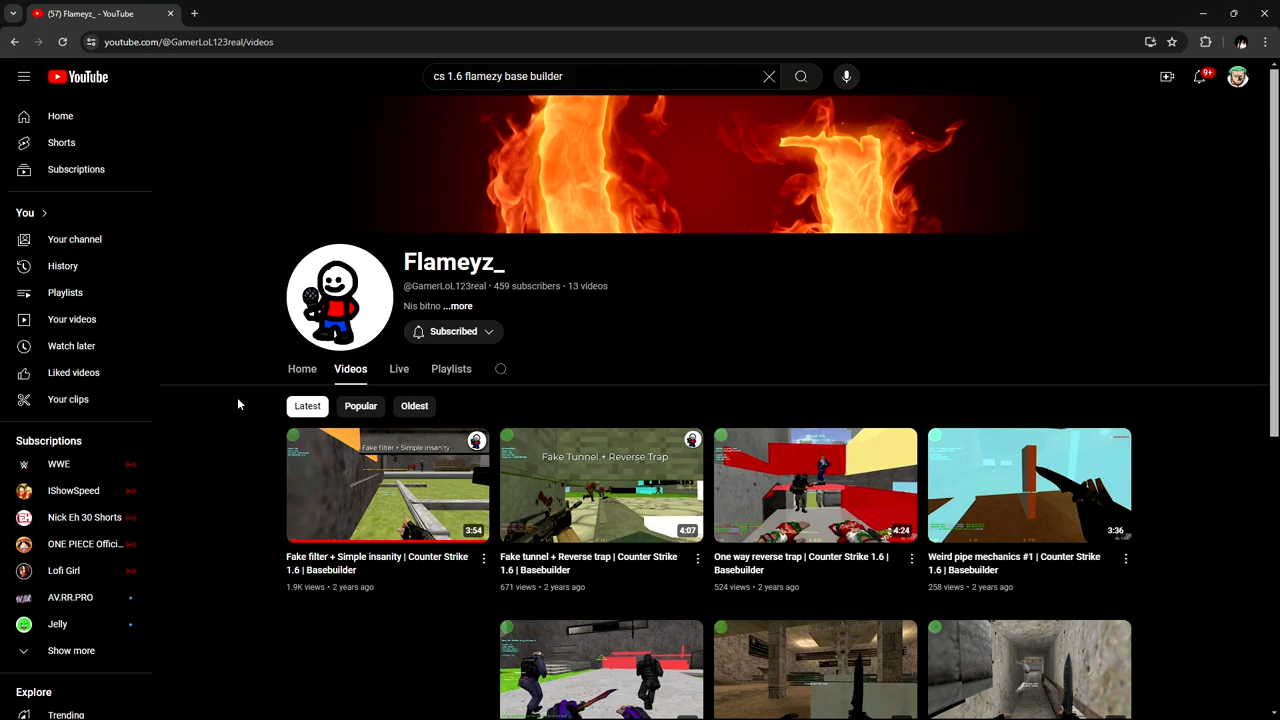 (57) Flameyz_ - YouTube
youtube.com/@GamerLoL123real/videos
YouTube
cs 1.6 flamezy base builder
9+
Home
Shorts
Subscriptions
You
Your channel
History
Playlists
Your videos
Watch later
Liked videos
Your clips
Subscriptions
WWE
IShowSpeed
Nick Eh 30 Shorts
ONE PIECE Offici...
Lofi Girl
AV.RR.PRO
Jelly
Show more
Explore
Trending
Flameyz_
@GamerLoL123real • 459 subscribers • 13 videos
Nis bitno ...more
Subscribed
Home Videos Live Playlists
Latest Popular Oldest
Fake filter + Simple insanity
3:54
Fake filter + Simple insanity | Counter Strike
1.6 | Basebuilder
1.9K views • 2 years ago
Fake Tunnel + Reverse Trap
4:07
Fake tunnel + Reverse trap | Counter Strike
1.6 | Basebuilder
671 views • 2 years ago
4:24
One way reverse trap | Counter Strike 1.6 |
Basebuilder
524 views • 2 years ago
3:36
Weird pipe mechanics #1 | Counter Strike
1.6 | Basebuilder
258 views • 2 years ago